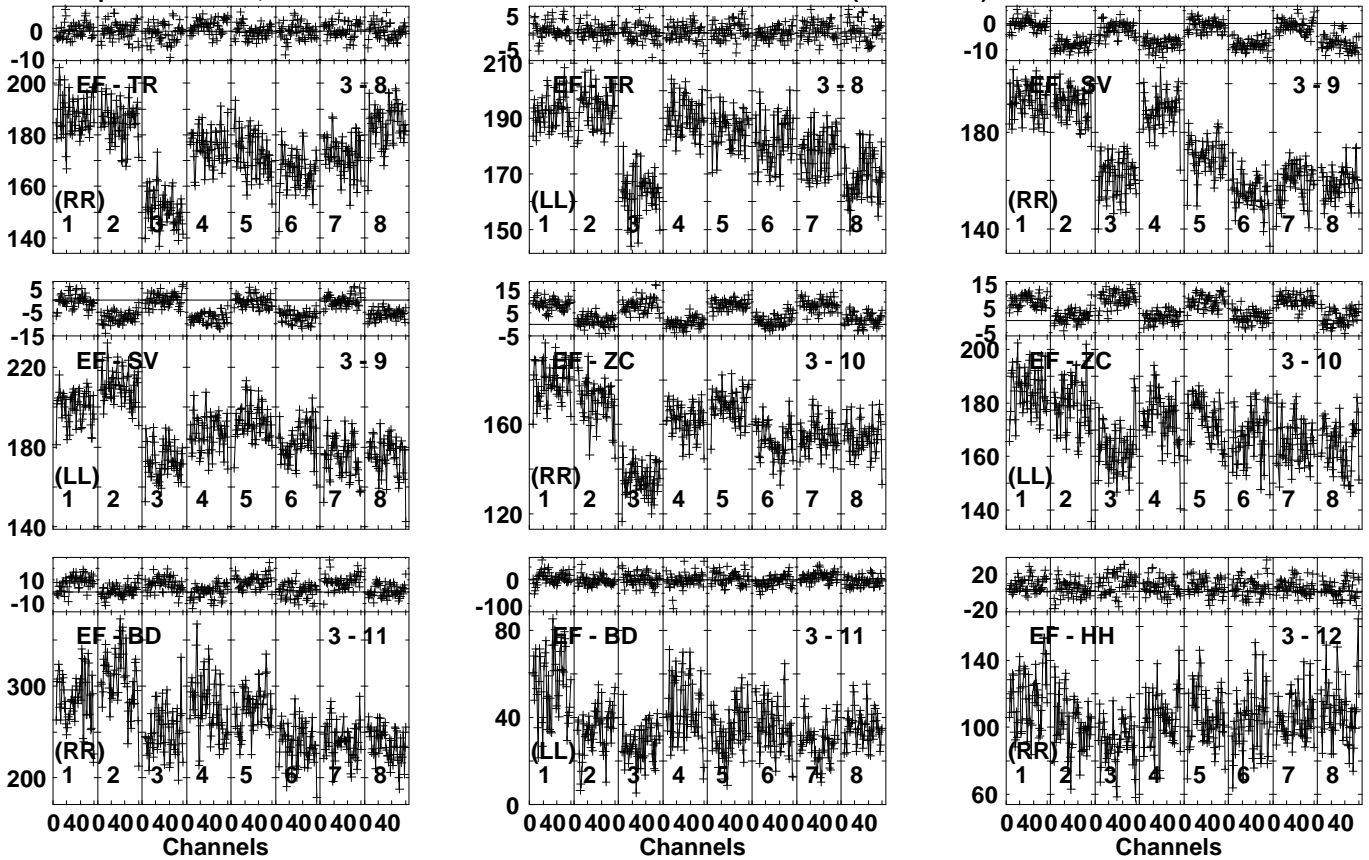 0
-10
200 EF - TR 3 - 8
180
160
(RR)
1 2 3 4 5 6 7 8
140
5
-5
210
EF - TR 3 - 8
190
170
(LL)
1 2 3 4 5 6 7 8
150
0
-10
EF - SV 3 - 9
180
(RR)
1 2 3 4 5 6 7 8
140
5
-5
-15
220 EF - SV 3 - 9
180
(LL)
1 2 3 4 5 6 7 8
140
15
5
-5
EF - ZC 3 - 10
160
(RR)
1 2 3 4 5 6 7 8
120
15
5
-5
200 EF - ZC 3 - 10
180
160
(LL)
1 2 3 4 5 6 7 8
140
10
-10
EF - BD 3 - 11
300
(RR)
200 1 2 3 4 5 6 7 8
0 40 0 40 0 40 0 40 0 40 0 40 0 40 0 40
Channels
0
-100
80 EF - BD 3 - 11
40
(LL)
1 2 3 4 5 6 7 8
0
0 40 0 40 0 40 0 40 0 40 0 40 0 40 0 40
Channels
20
-20
EF - HH 3 - 12
140
100
(RR)
1 2 3 4 5 6 7 8
60
0 40 0 40 0 40 0 40 0 40 0 40 0 40 0 40
Channels